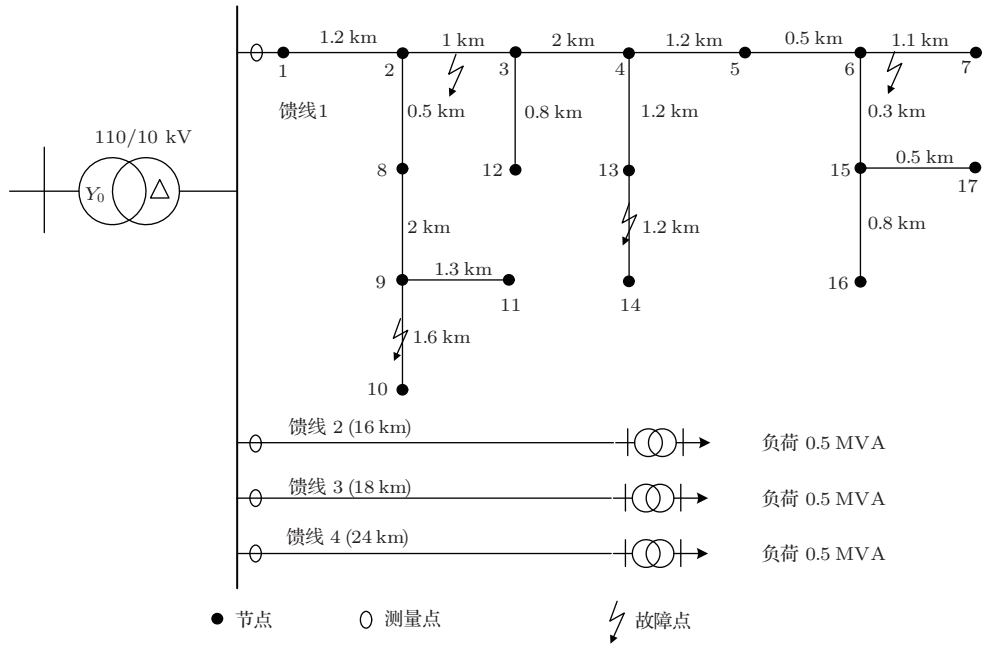 1.2 km
1 km
2 km
1.2 km
0.5 km
1.1 km
1
2
3
4
5
6
7
馈线1
0.5 km
0.8 km
1.2 km
0.3 km
110/10 kV
Y₀
△
8
12
13
15
0.5 km
17
2 km
1.2 km
0.8 km
9
1.3 km
11
14
16
1.6 km
10
馈线 2 (16 km)
负荷 0.5 MVA
馈线 3 (18 km)
负荷 0.5 MVA
馈线 4 (24 km)
负荷 0.5 MVA
节点
测量点
故障点